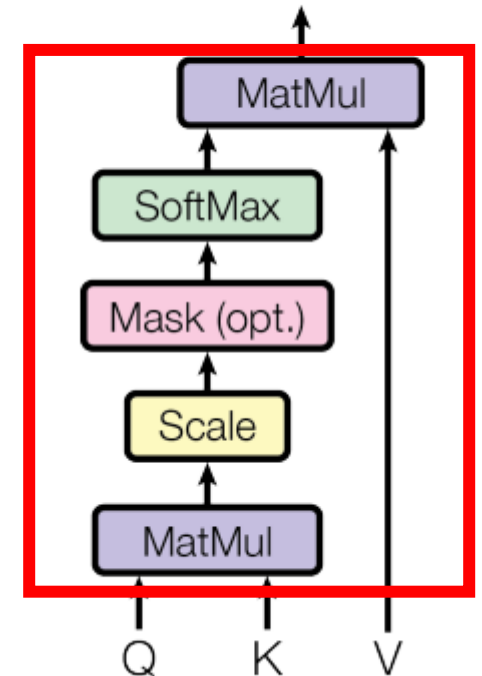 MatMul
SoftMax
Mask (opt.)
Scale
MatMul
Q K V